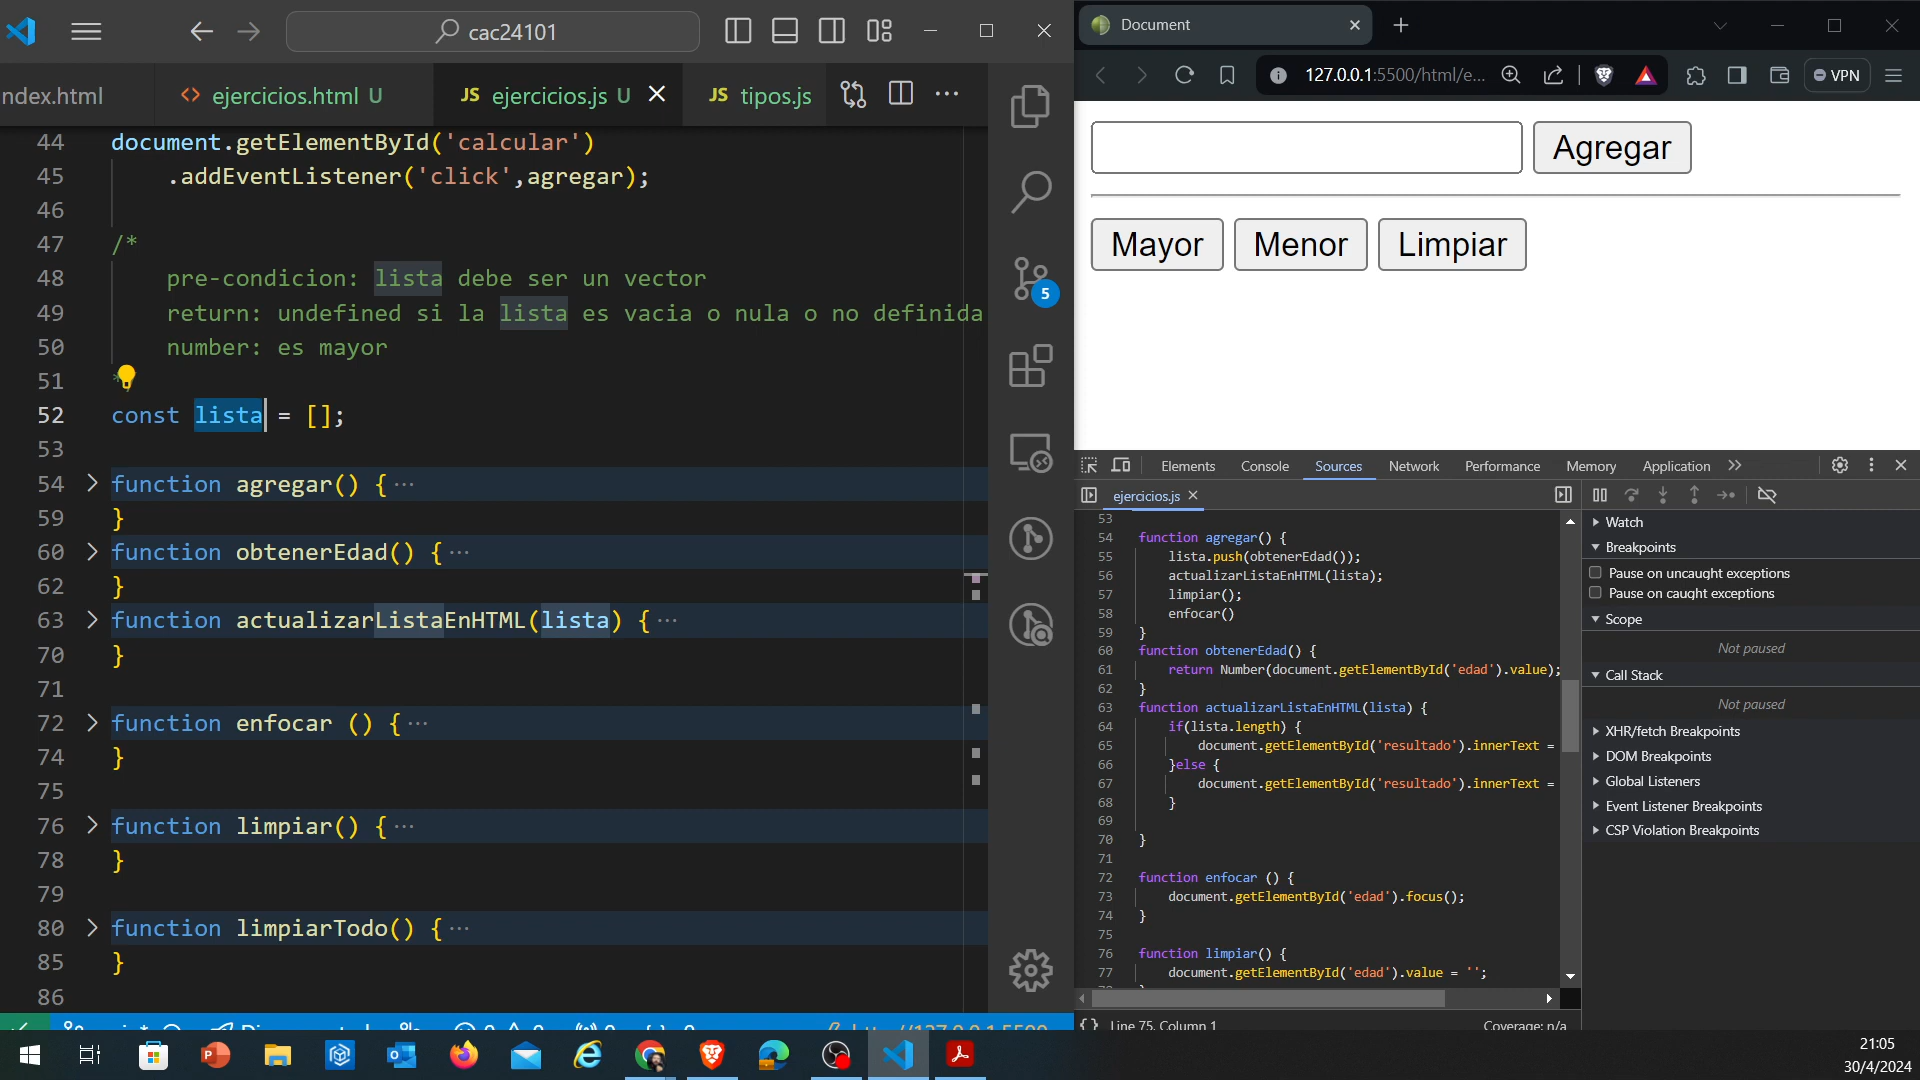 cac24101
ndex.html
<> ejercicios.html U
JS ejercicios.js U
JS tipos.js
44 document.getElementById('calcular')
45 .addEventListener('click',agregar);
46
47 /*
48 pre-condicion: lista debe ser un vector
49 return: undefined si la lista es vacia o nula o no definida
50 number: es mayor
51
52 const lista = [];
53
54 function agregar() {···
59 }
60 function obtenerEdad() {···
62 }
63 function actualizarListaEnHTML(lista) {···
70 }
71
72 function enfocar () {···
74 }
75
76 function limpiar() {···
78 }
79
80 function limpiarTodo() {···
85 }
86
5
Document
127.0.0.1:5500/html/e...
VPN
Agregar
Mayor Menor Limpiar
Elements Console Sources Network Performance Memory Application
ejercicios.js
53
54 function agregar() {
55 lista.push(obtenerEdad());
56 actualizarListaEnHTML(lista);
57 limpiar();
58 enfocar()
59 }
60 function obtenerEdad() {
61 return Number(document.getElementById('edad').value);
62 }
63 function actualizarListaEnHTML(lista) {
64 if(lista.length) {
65 document.getElementById('resultado').innerText =
66 }else {
67 document.getElementById('resultado').innerText =
68 }
69
70 }
71
72 function enfocar () {
73 document.getElementById('edad').focus();
74 }
75
76 function limpiar() {
77 document.getElementById('edad').value = '';
{} Line 75, Column 1
Coverage: n/a
Watch
Breakpoints
Pause on uncaught exceptions
Pause on caught exceptions
Scope
Not paused
Call Stack
Not paused
XHR/fetch Breakpoints
DOM Breakpoints
Global Listeners
Event Listener Breakpoints
CSP Violation Breakpoints
21:05
30/4/2024